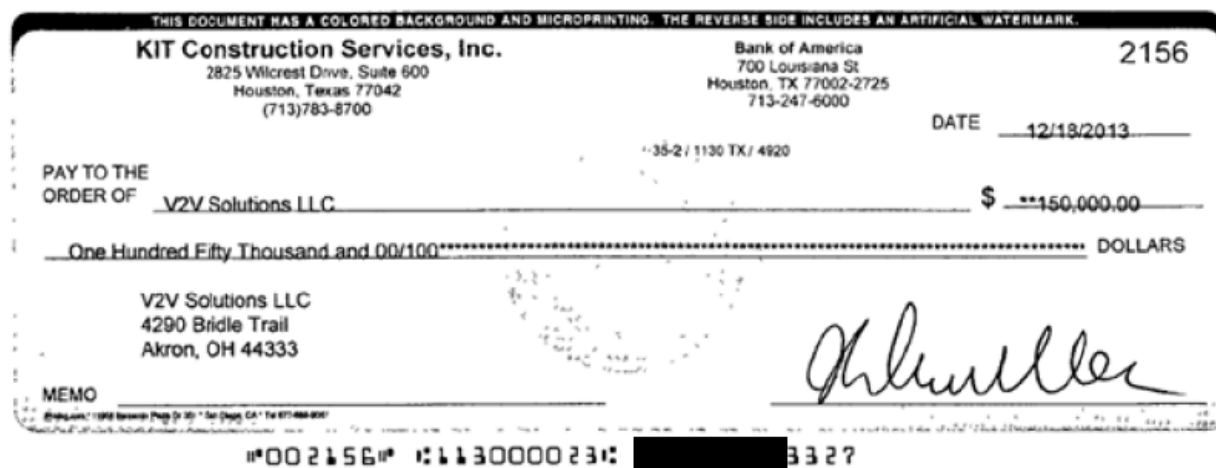 THIS DOCUMENT HAS A COLORED BACKGROUND AND MICROPRINTING. THE REVERSE SIDE INCLUDES AN ARTIFICIAL WATERMARK.
KIT Construction Services, Inc.
2825 Wilcrest Drive, Suite 600
Houston, Texas 77042
(713)783-8700
Bank of America
700 Louisiana St
Houston, TX 77002-2725
713-247-6000
2156
DATE 12/18/2013
35-2 / 1130 TX / 4920
PAY TO THE
ORDER OF V2V Solutions LLC $ **150,000.00
One Hundred Fifty Thousand and 00/100 DOLLARS
V2V Solutions LLC
4290 Bridle Trail
Akron, OH 44333
MEMO
⑈002156⑈ ⑆113000023⑆ 3327